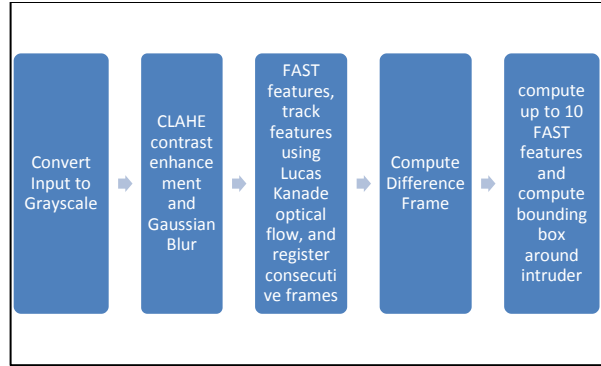 Convert
Input to
Grayscale
CLAHE
contrast
enhance
ment
and
Gaussian
Blur
FAST
features,
track
features
using
Lucas
Kanade
optical
flow, and
register
consecuti
ve frames
Compute
Difference
Frame
compute
up to 10
FAST
features
and
compute
bounding
box
around
intruder